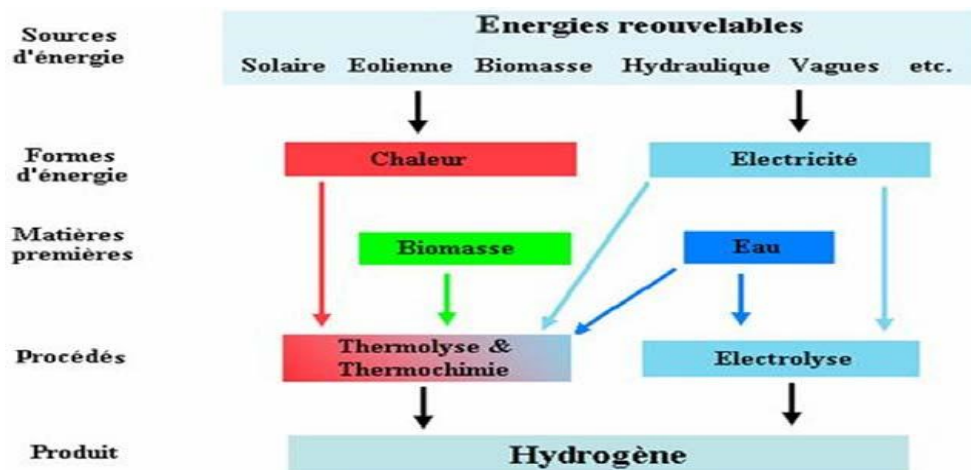 Sources
d'énergie
Energies reouvelables
Solaire Eolienne Biomasse Hydraulique Vagues etc.
Formes
d'énergie
Chaleur
Electricité
Matières
premières
Biomasse
Eau
Procédés
Thermolyse &
Thermochimie
Electrolyse
Produit
Hydrogène